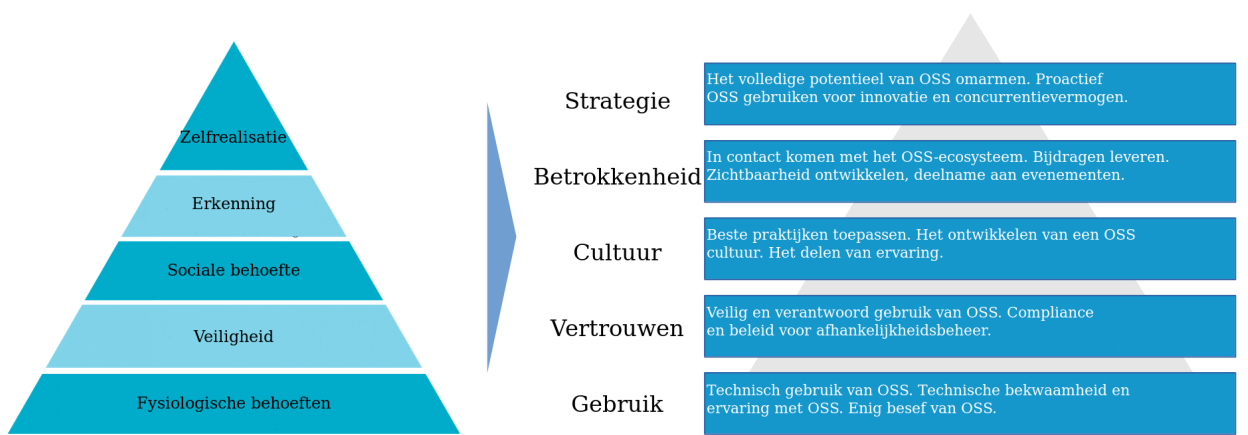 Zelfrealisatie
Erkenning
Sociale behoefte
Veiligheid
Fysiologische behoeften
Strategie
Het volledige potentieel van OSS omarmen. Proactief
OSS gebruiken voor innovatie en concurrentievermogen.
Betrokkenheid
In contact komen met het OSS-ecosysteem. Bijdragen leveren.
Zichtbaarheid ontwikkelen, deelname aan evenementen.
Cultuur
Beste praktijken toepassen. Het ontwikkelen van een OSS
cultuur. Het delen van ervaring.
Vertrouwen
Veilig en verantwoord gebruik van OSS. Compliance
en beleid voor afhankelijkheidsbeheer.
Gebruik
Technisch gebruik van OSS. Technische bekwaamheid en
ervaring met OSS. Enig besef van OSS.